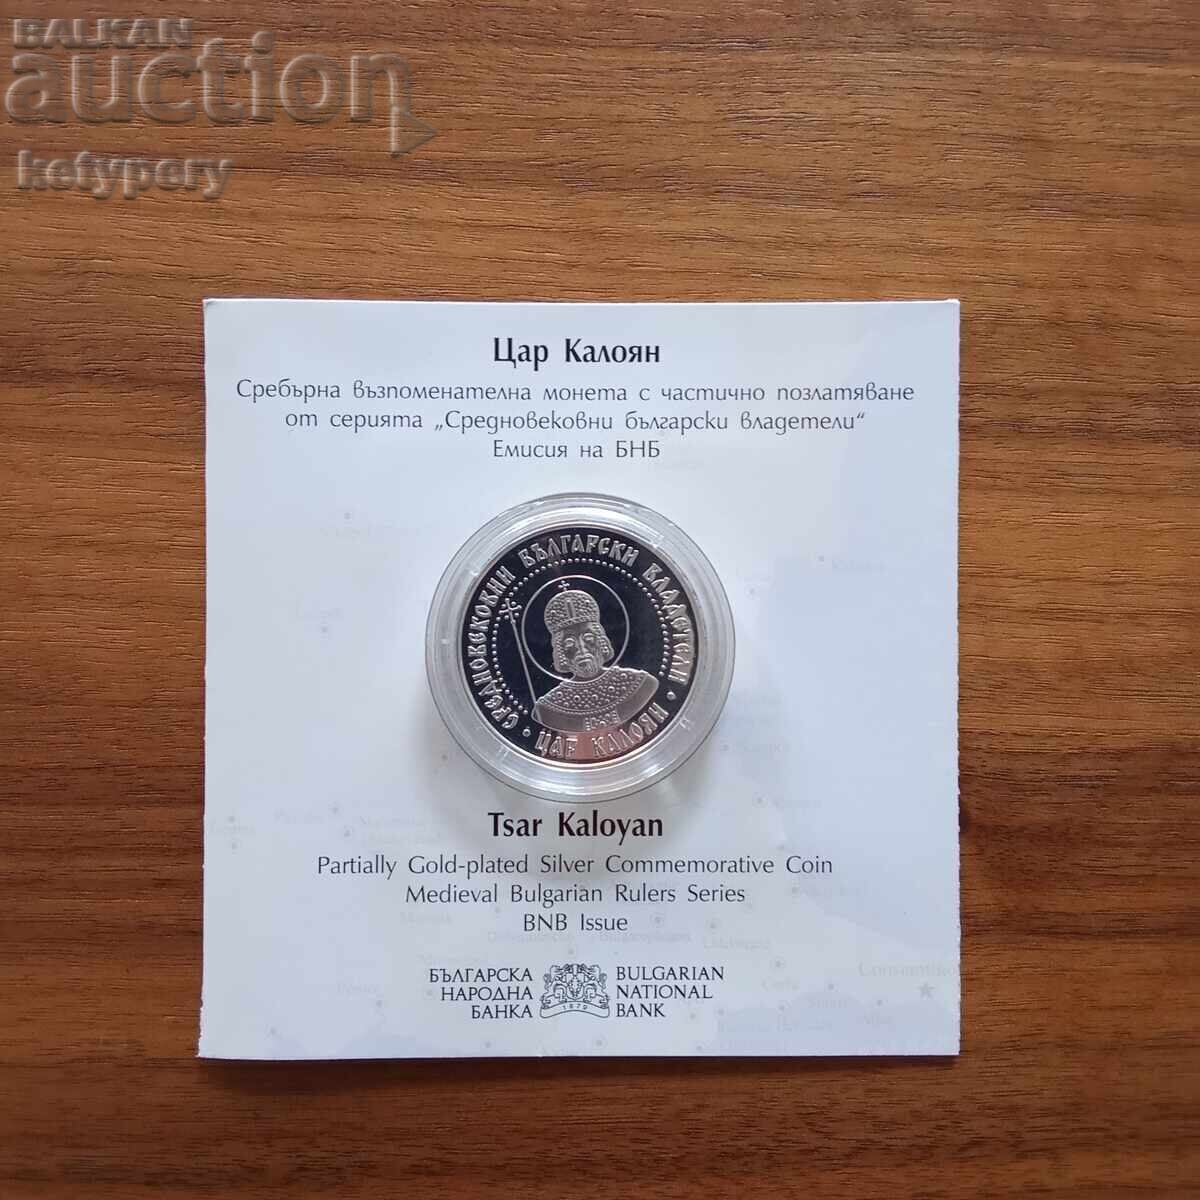 BALKAN
auction
kefypery
Цар Калоян
Сребърна възпоменателна монета с частично позлатяване
от серията „Средновековни български владетели“
Емисия на БНБ
СРЕДНОВЕКОВНИ БЪЛГАРСКИ ВЛАДЕТЕЛИ
• ЦАР КАЛОЯН •
Tsar Kaloyan
Partially Gold-plated Silver Commemorative Coin
Medieval Bulgarian Rulers Series
BNB Issue
БЪЛГАРСКА
НАРОДНА
БАНКА
1879
BULGARIAN
NATIONAL
BANK